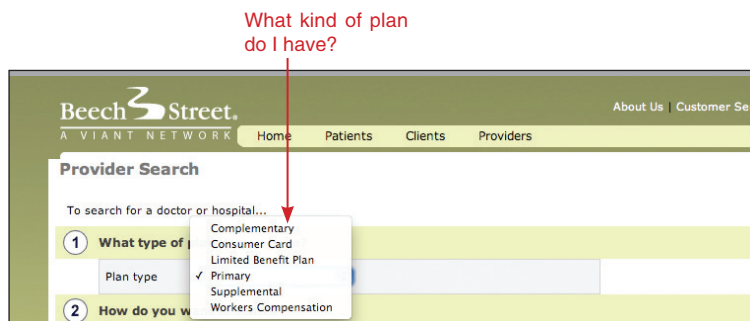 What kind of plan
do I have?
Beech Street.
A VIANT NETWORK
About Us | Customer Se
Home Patients Clients Providers
Provider Search
To search for a doctor or hospital...
1 What type of
Plan type
Complementary
Consumer Card
Limited Benefit Plan
✓ Primary
Supplemental
Workers Compensation
2 How do you w